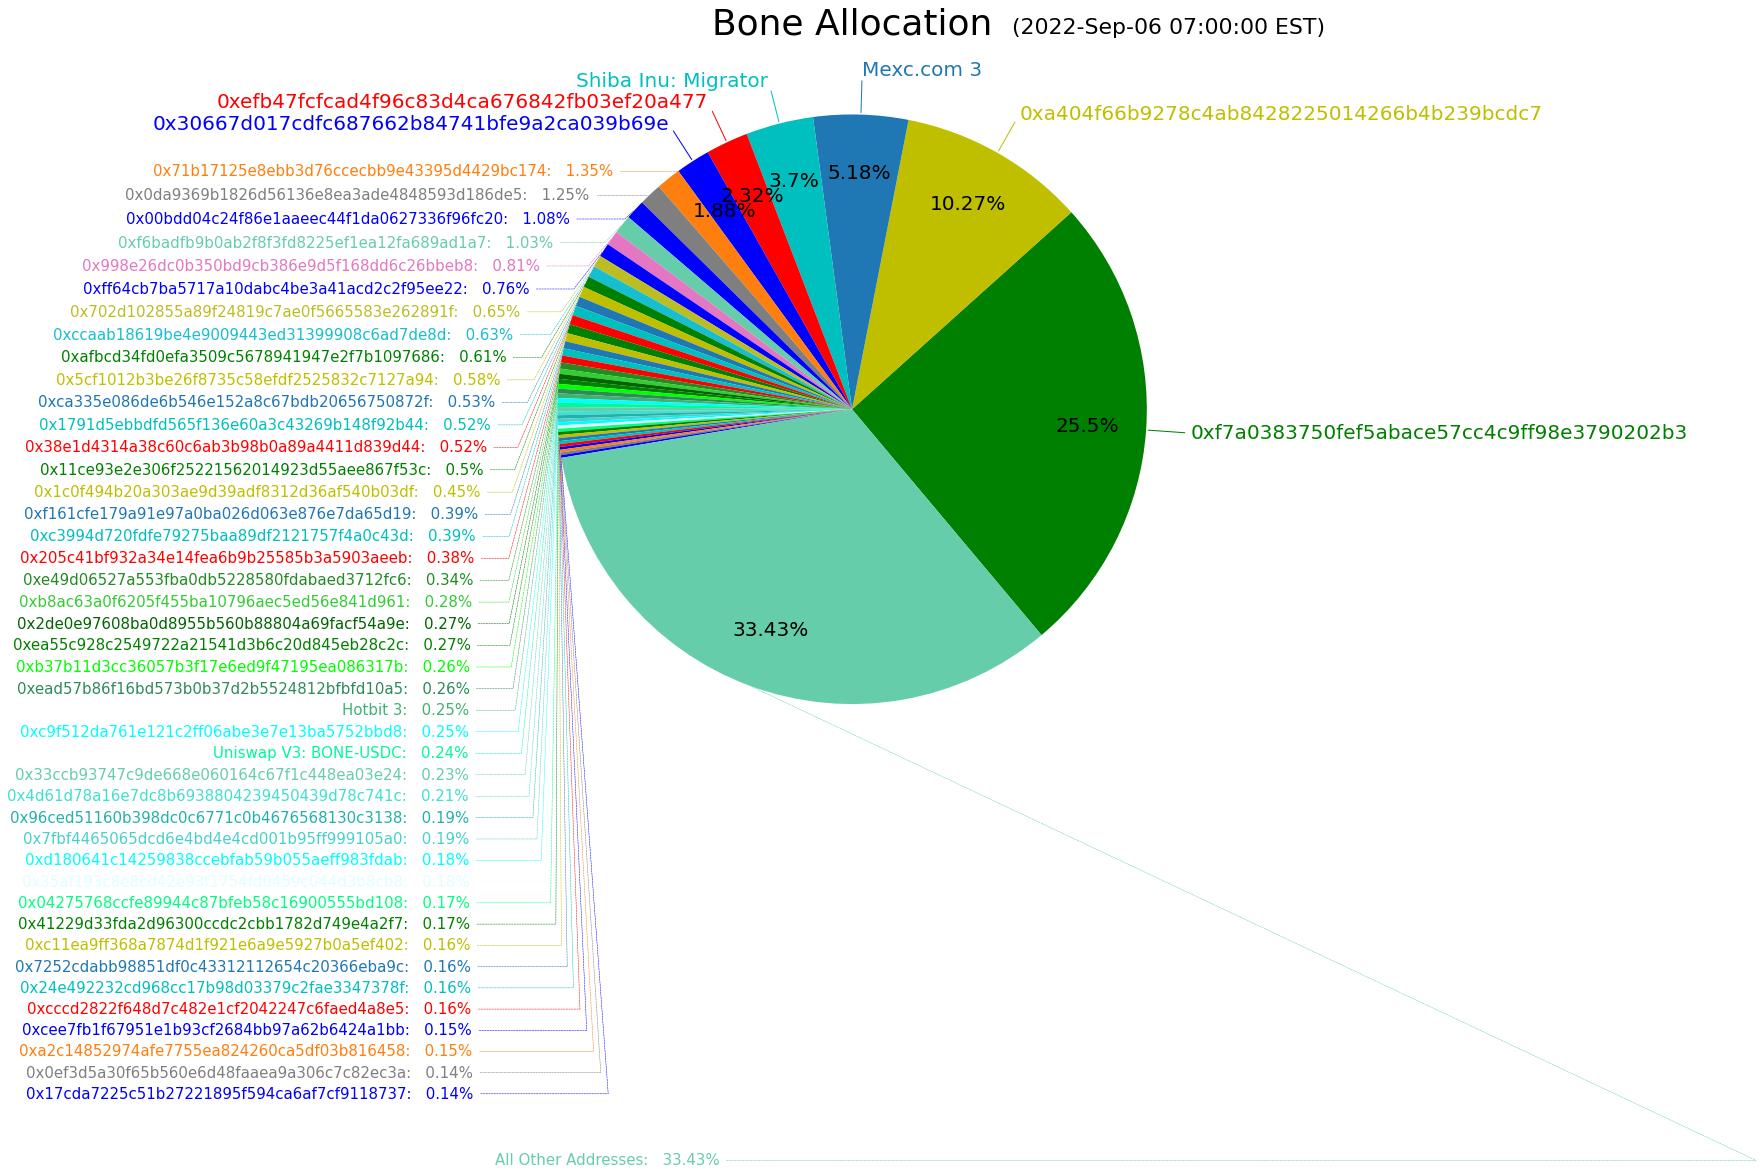 Bone Allocation (2022-Sep-06 07:00:00 EST)
Mexc.com 3
Shiba Inu: Migrator
0xefb47fcfcad4f96c83d4ca676842fb03ef20a477
0x30667d017cdfc687662b84741bfe9a2ca039b69e
0xa404f66b9278c4ab8428225014266b4b239bcdc7
0xf7a0383750fef5abace57cc4c9ff98e3790202b3
5.18%
3.7%
2.32%
1.88%
10.27%
25.5%
33.43%
0x71b17125e8ebb3d76ccecbb9e43395d4429bc174: 1.35%
0x0da9369b1826d56136e8ea3ade4848593d186de5: 1.25%
0x00bdd04c24f86e1aaeec44f1da0627336f96fc20: 1.08%
0xf6badfb9b0ab2f8f3fd8225ef1ea12fa689ad1a7: 1.03%
0x998e26dc0b350bd9cb386e9d5f168dd6c26bbeb8: 0.81%
0xff64cb7ba5717a10dabc4be3a41acd2c2f95ee22: 0.76%
0x702d102855a89f24819c7ae0f5665583e262891f: 0.65%
0xccaab18619be4e9009443ed31399908c6ad7de8d: 0.63%
0xafbcd34fd0efa3509c5678941947e2f7b1097686: 0.61%
0x5cf1012b3be26f8735c58efdf2525832c7127a94: 0.58%
0xca335e086de6b546e152a8c67bdb20656750872f: 0.53%
0x1791d5ebbdfd565f136e60a3c43269b148f92b44: 0.52%
0x38e1d4314a38c60c6ab3b98b0a89a4411d839d44: 0.52%
0x11ce93e2e306f25221562014923d55aee867f53c: 0.5%
0x1c0f494b20a303ae9d39adf8312d36af540b03df: 0.45%
0xf161cfe179a91e97a0ba026d063e876e7da65d19: 0.39%
0xc3994d720fdfe79275baa89df2121757f4a0c43d: 0.39%
0x205c41bf932a34e14fea6b9b25585b3a5903aeeb: 0.38%
0xe49d06527a553fba0db5228580fdabaed3712fc6: 0.34%
0xb8ac63a0f6205f455ba10796aec5ed56e841d961: 0.28%
0x2de0e97608ba0d8955b560b88804a69facf54a9e: 0.27%
0xea55c928c2549722a21541d3b6c20d845eb28c2c: 0.27%
0xb37b11d3cc36057b3f17e6ed9f47195ea086317b: 0.26%
0xead57b86f16bd573b0b37d2b5524812bfbfd10a5: 0.26%
Hotbit 3: 0.25%
0xc9f512da761e121c2ff06abe3e7e13ba5752bbd8: 0.25%
Uniswap V3: BONE-USDC: 0.24%
0x33ccb93747c9de668e060164c67f1c448ea03e24: 0.23%
0x4d61d78a16e7dc8b6938804239450439d78c741c: 0.21%
0x96ced51160b398dc0c6771c0b4676568130c3138: 0.19%
0x7fbf4465065dcd6e4bd4e4cd001b95ff999105a0: 0.19%
0xd180641c14259838ccebfab59b055aeff983fdab: 0.18%
0.18%
0x04275768ccfe89944c87bfeb58c16900555bd108: 0.17%
0x41229d33fda2d96300ccdc2cbb1782d749e4a2f7: 0.17%
0xc11ea9ff368a7874d1f921e6a9e5927b0a5ef402: 0.16%
0x7252cdabb98851df0c43312112654c20366eba9c: 0.16%
0x24e492232cd968cc17b98d03379c2fae3347378f: 0.16%
0xcccd2822f648d7c482e1cf2042247c6faed4a8e5: 0.16%
0xcee7fb1f67951e1b93cf2684bb97a62b6424a1bb: 0.15%
0xa2c14852974afe7755ea824260ca5df03b816458: 0.15%
0x0ef3d5a30f65b560e6d48faaea9a306c7c82ec3a: 0.14%
0x17cda7225c51b27221895f594ca6af7cf9118737: 0.14%
All Other Addresses: 33.43%